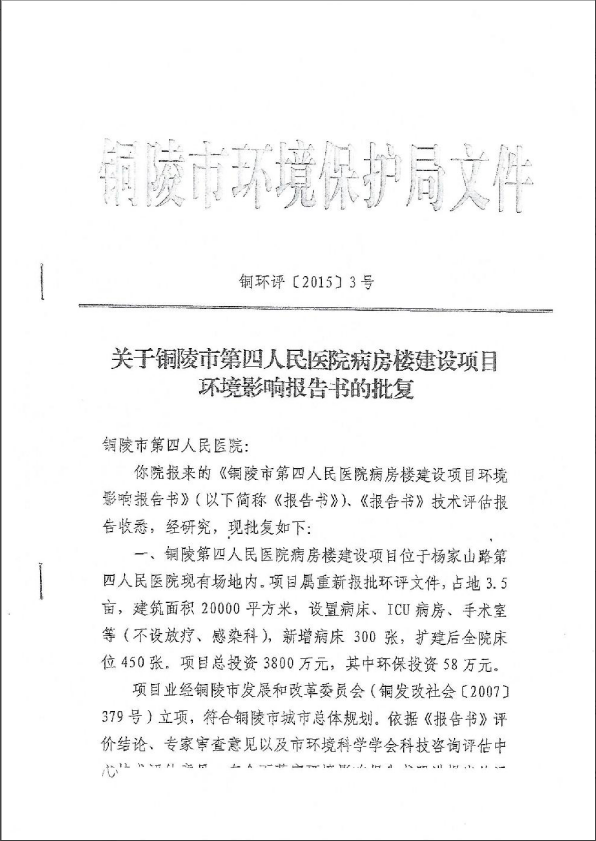 铜陵市环境保护局文件
铜环评〔2015〕3号
关于铜陵市第四人民医院病房楼建设项目
环境影响报告书的批复
铜陵市第四人民医院：
你院报来的《铜陵市第四人民医院病房楼建设项目环境
影响报告书》（以下简称《报告书》）、《报告书》技术评估报
告收悉，经研究，现批复如下：
一、铜陵第四人民医院病房楼建设项目位于杨家山路第
四人民医院现有场地内。项目属重新报批环评文件，占地3.5
亩，建筑面积20000平方米，设置病床、ICU病房、手术室
等（不设放疗、感染科），新增病床300张，扩建后全院床
位450张。项目总投资3800万元，其中环保投资58万元。
项目业经铜陵市发展和改革委员会（铜发改社会〔2007〕
379号）立项，符合铜陵市城市总体规划。依据《报告书》评
价结论、专家审查意见以及市环境科学学会科技咨询评估中